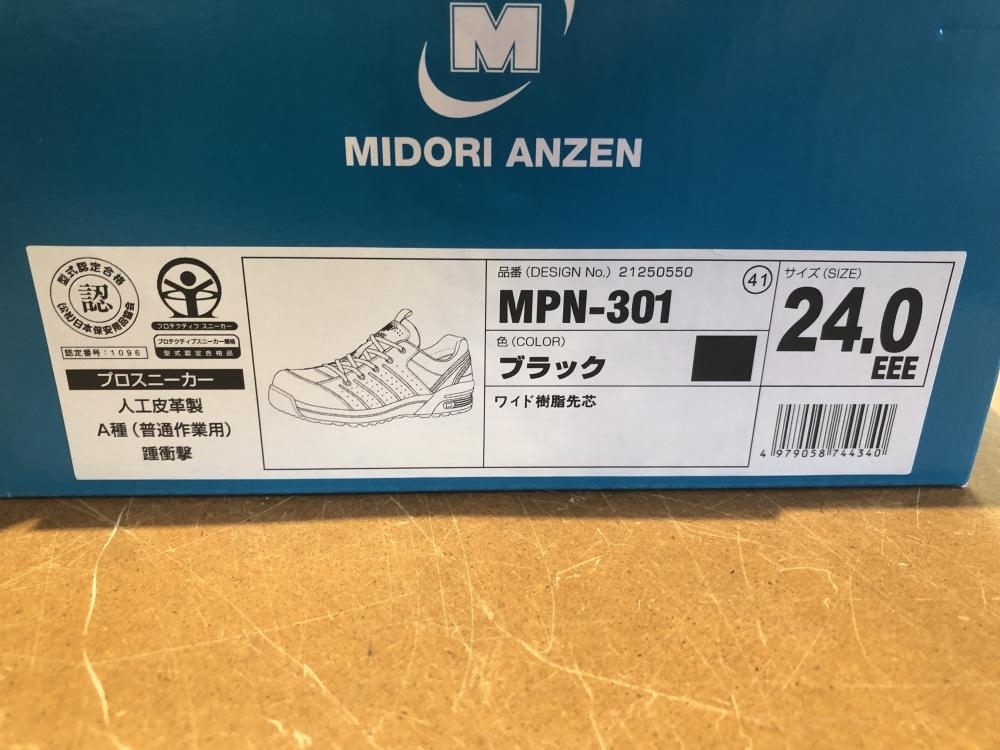 M
MIDORI ANZEN
型式認定合格
認
(公社)日本保安用品協会
認定番号：1096
プロテクティブ スニーカー
プロテクティブスニーカー規格
型式認定合格品
プロスニーカー
人工皮革製
A種（普通作業用）
踵衝撃
品番（DESIGN No.）21250550
41
MPN-301
色（COLOR）
ブラック
ワイド樹脂先芯
サイズ（SIZE）
24.0
EEE
4 979058 744340